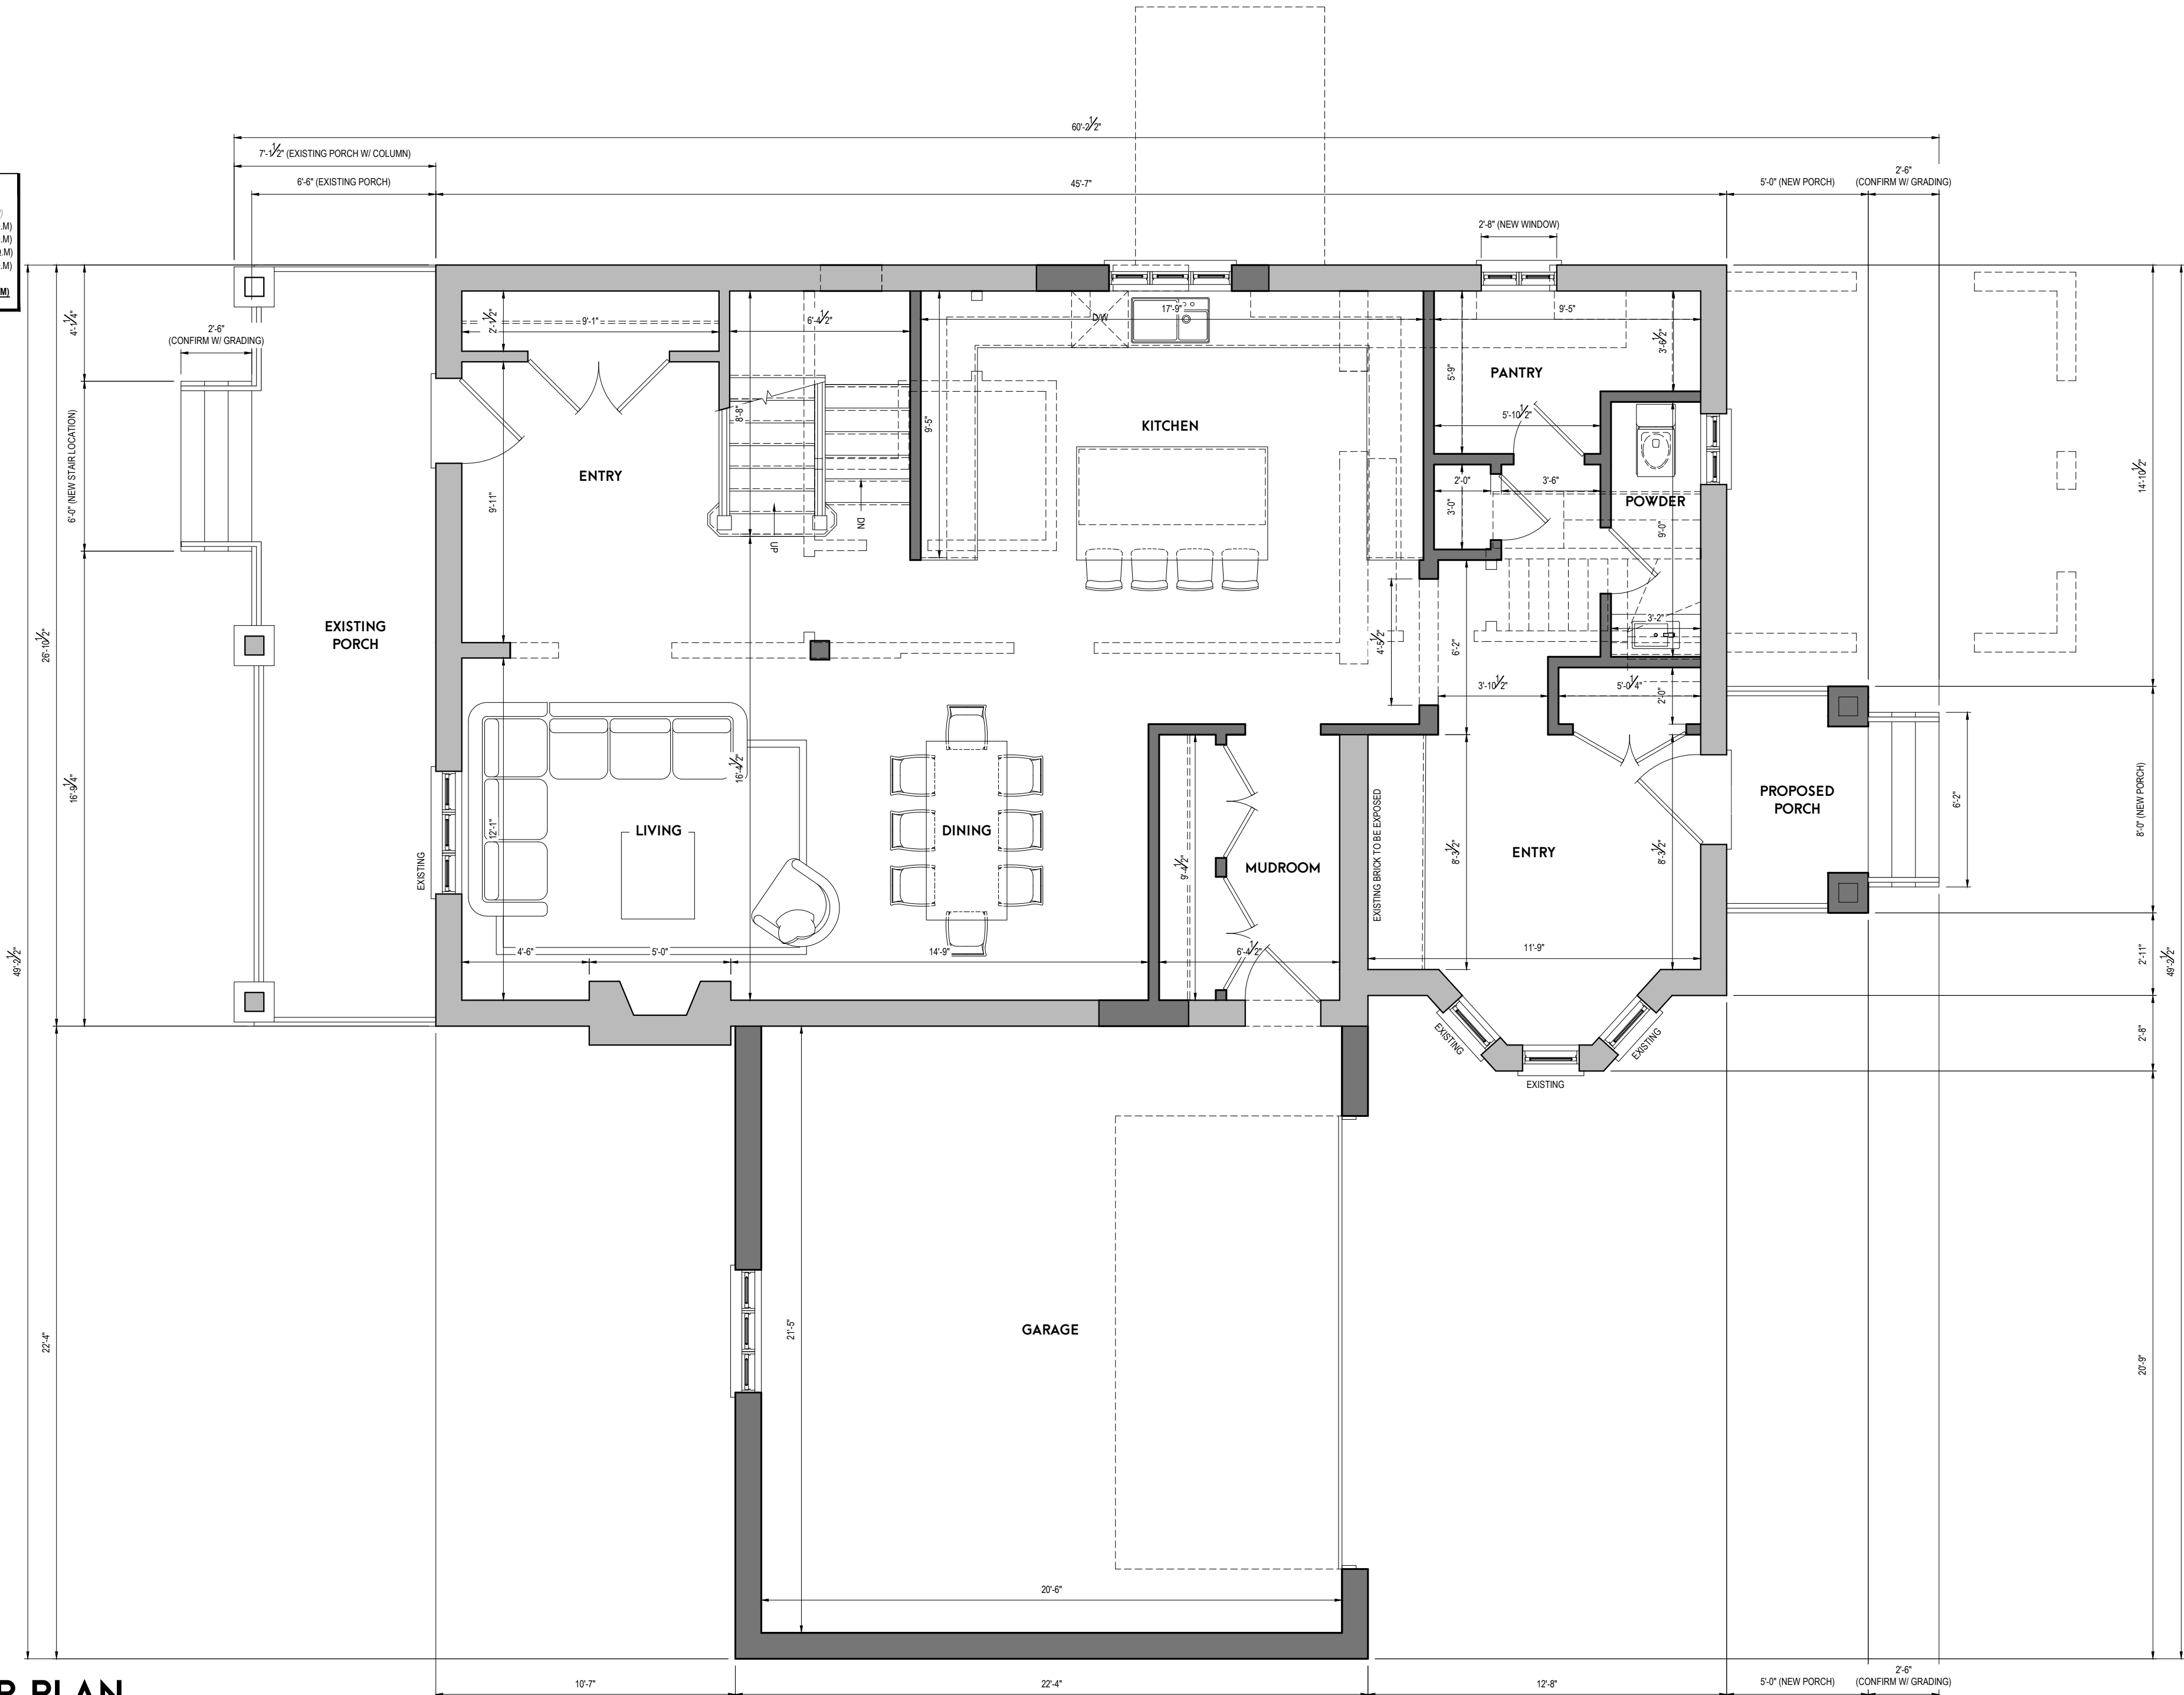 60'-2 1/2"
7'-1 1/2" (EXISTING PORCH W/ COLUMN)
6'-6" (EXISTING PORCH)
45'-7"
5'-0" (NEW PORCH)
2'-6"
(CONFIRM W/ GRADING)
.M)
.M)
.M)
M)
2'-8" (NEW WINDOW)
4'-1 1/4"
2'-6"
(CONFIRM W/ GRADING)
2'-1 1/2"
9'-1"
6'-4 1/2"
D/W
17'-9"
9'-5"
3'-6 1/2"
PANTRY
5'-9"
5'-10 1/2"
8'-8"
9'-5"
KITCHEN
6'-0" (NEW STAIR LOCATION)
ENTRY
9'-11"
UP
DN
2'-0"
3'-6"
3'-0"
POWDER
9'-0"
14'-10 1/2"
EXISTING
PORCH
26'-10 1/2"
3'-2"
4'-5 1/2"
6'-2"
3'-10 1/2"
5'-0 1/4"
2'-0"
16'-9 1/4"
16'-4 1/2"
12'-1"
LIVING
DINING
EXISTING
9'-4 1/2"
MUDROOM
EXISTING BRICK TO BE EXPOSED
8'-3 1/2"
ENTRY
8'-3 1/2"
PROPOSED
PORCH
6'-2"
8'-0" (NEW PORCH)
4'-6"
5'-0"
14'-9"
6'-4 1/2"
11'-9"
2'-11"
49'-2 1/2"
49'-2 1/2"
EXISTING
EXISTING
EXISTING
2'-8"
22'-4"
21'-5"
GARAGE
20'-9"
20'-6"
R PLAN
10'-7"
22'-4"
12'-8"
5'-0" (NEW PORCH)
2'-6"
(CONFIRM W/ GRADING)